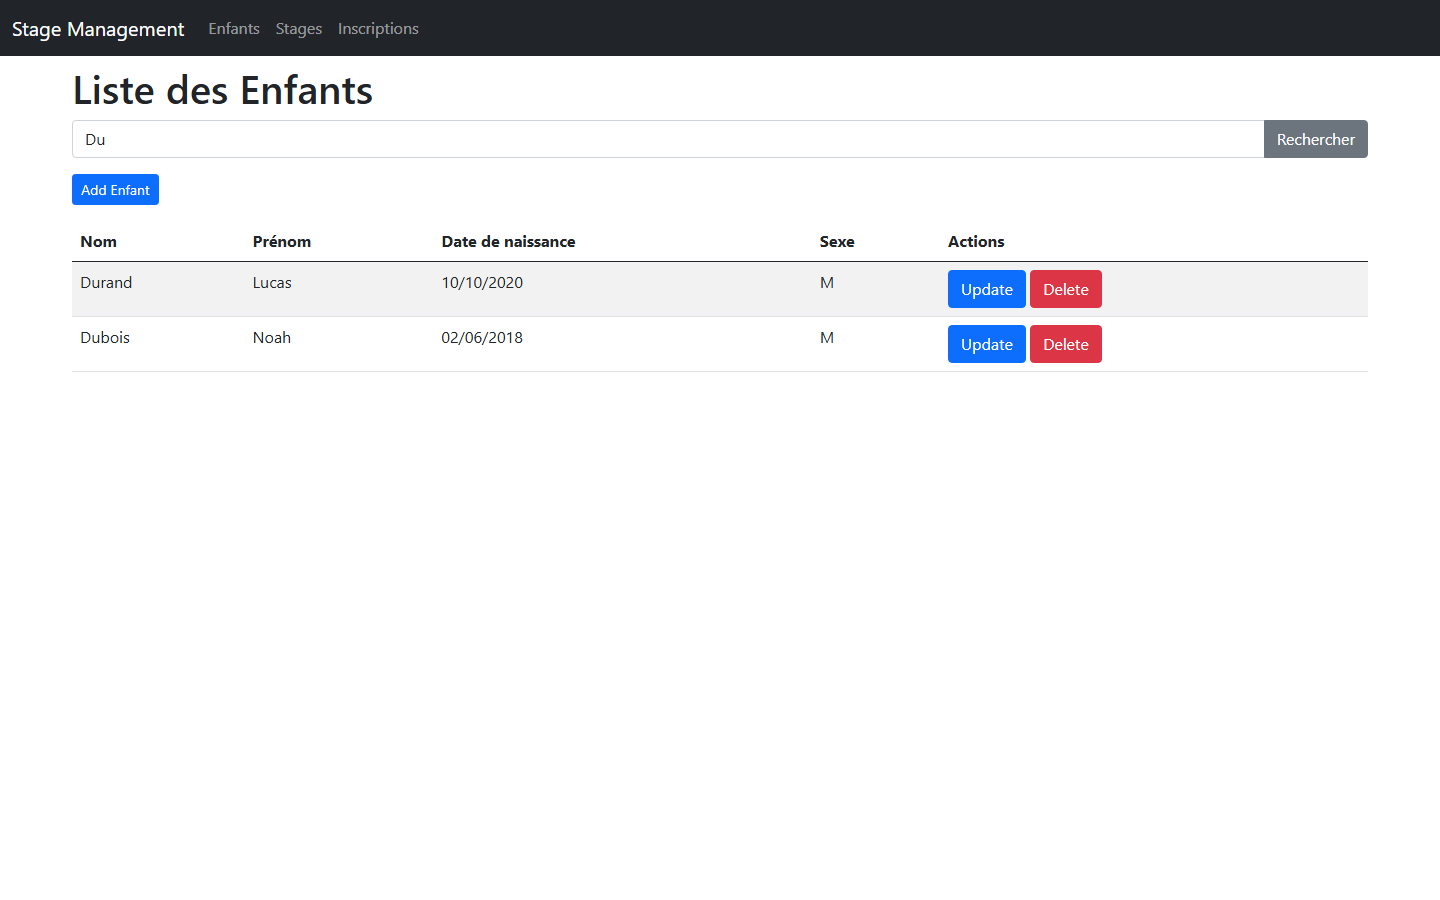 Stage Management Enfants Stages Inscriptions
Liste des Enfants
Du Rechercher
Add Enfant
Nom Prénom Date de naissance Sexe Actions
Durand Lucas 10/10/2020 M Update Delete
Dubois Noah 02/06/2018 M Update Delete